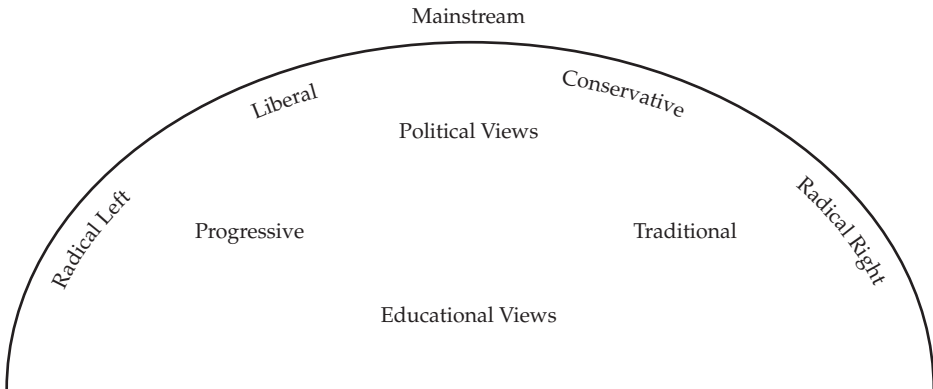 Mainstream
Liberal
Conservative
Political Views
Radical Left
Radical Right
Progressive
Traditional
Educational Views